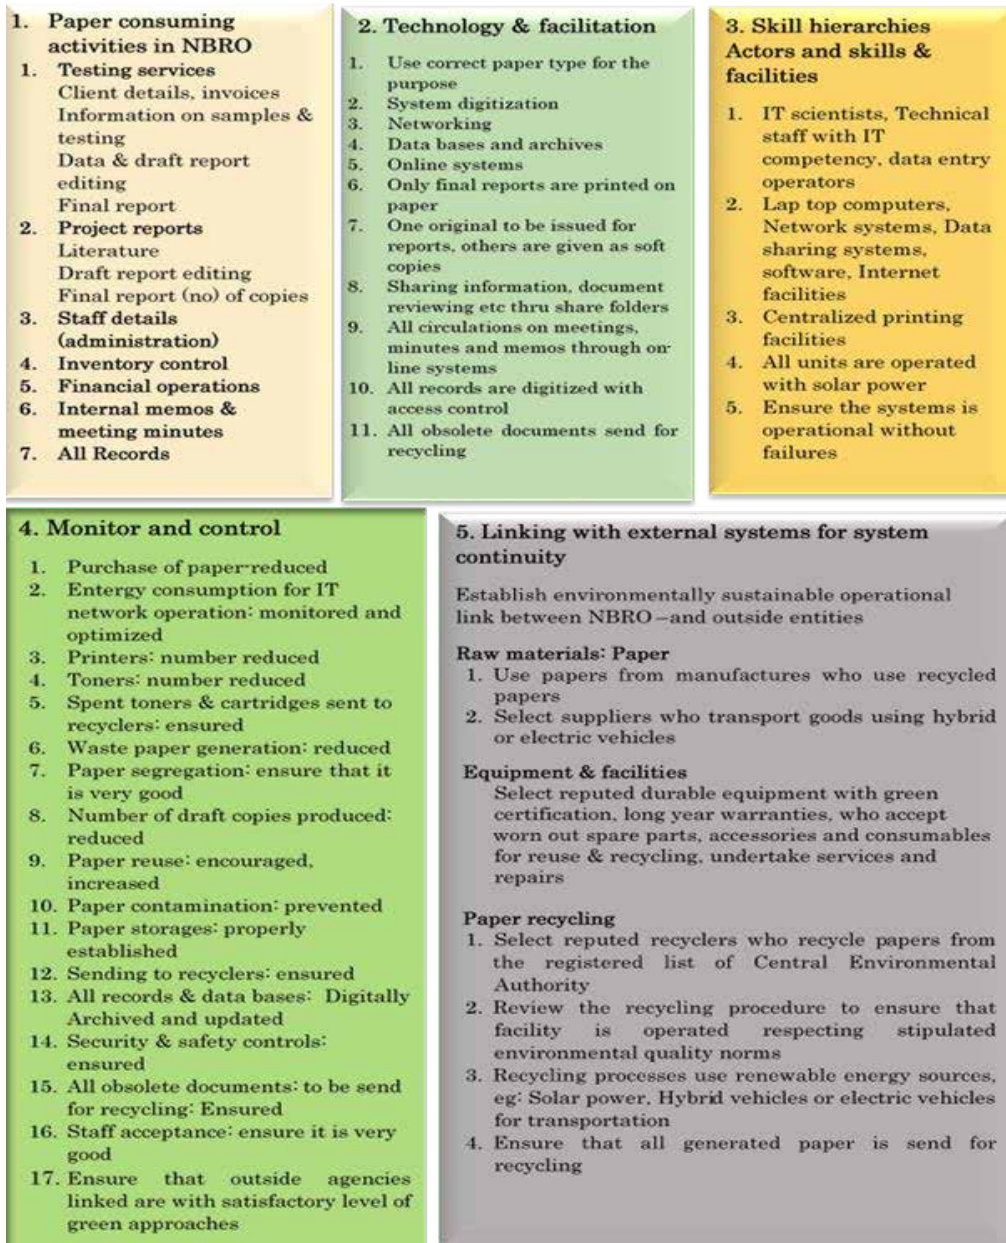 1. Paper consuming
activities in NBRO
1. Testing services
Client details, invoices
Information on samples &
testing
Data & draft report
editing
Final report
2. Project reports
Literature
Draft report editing
Final report (no) of copies
3. Staff details
(administration)
4. Inventory control
5. Financial operations
6. Internal memos &
meeting minutes
7. All Records
2. Technology & facilitation
1. Use correct paper type for the
purpose
2. System digitization
3. Networking
4. Data bases and archives
5. Online systems
6. Only final reports are printed on
paper
7. One original to be issued for
reports, others are given as soft
copies
8. Sharing information, document
reviewing etc thru share folders
9. All circulations on meetings,
minutes and memos through on-
line systems
10. All records are digitized with
access control
11. All obsolete documents send for
recycling
3. Skill hierarchies
Actors and skills &
facilities
1. IT scientists, Technical
staff with IT
competency, data entry
operators
2. Lap top computers,
Network systems, Data
sharing systems,
software, Internet
facilities
3. Centralized printing
facilities
4. All units are operated
with solar power
5. Ensure the systems is
operational without
failures
4. Monitor and control
1. Purchase of paper-reduced
2. Entergy consumption for IT
network operation: monitored and
optimized
3. Printers: number reduced
4. Toners: number reduced
5. Spent toners & cartridges sent to
recyclers: ensured
6. Waste paper generation: reduced
7. Paper segregation: ensure that it
is very good
8. Number of draft copies produced:
reduced
9. Paper reuse: encouraged,
increased
10. Paper contamination: prevented
11. Paper storages: properly
established
12. Sending to recyclers: ensured
13. All records & data bases: Digitally
Archived and updated
14. Security & safety controls:
ensured
15. All obsolete documents: to be send
for recycling: Ensured
16. Staff acceptance: ensure it is very
good
17. Ensure that outside agencies
linked are with satisfactory level of
green approaches
5. Linking with external systems for system
continuity
Establish environmentally sustainable operational
link between NBRO –and outside entities
Raw materials: Paper
1. Use papers from manufactures who use recycled
papers
2. Select suppliers who transport goods using hybrid
or electric vehicles
Equipment & facilities
Select reputed durable equipment with green
certification, long year warranties, who accept
worn out spare parts, accessories and consumables
for reuse & recycling, undertake services and
repairs
Paper recycling
1. Select reputed recyclers who recycle papers from
the registered list of Central Environmental
Authority
2. Review the recycling procedure to ensure that
facility is operated respecting stipulated
environmental quality norms
3. Recycling processes use renewable energy sources,
eg: Solar power, Hybrid vehicles or electric vehicles
for transportation
4. Ensure that all generated paper is send for
recycling